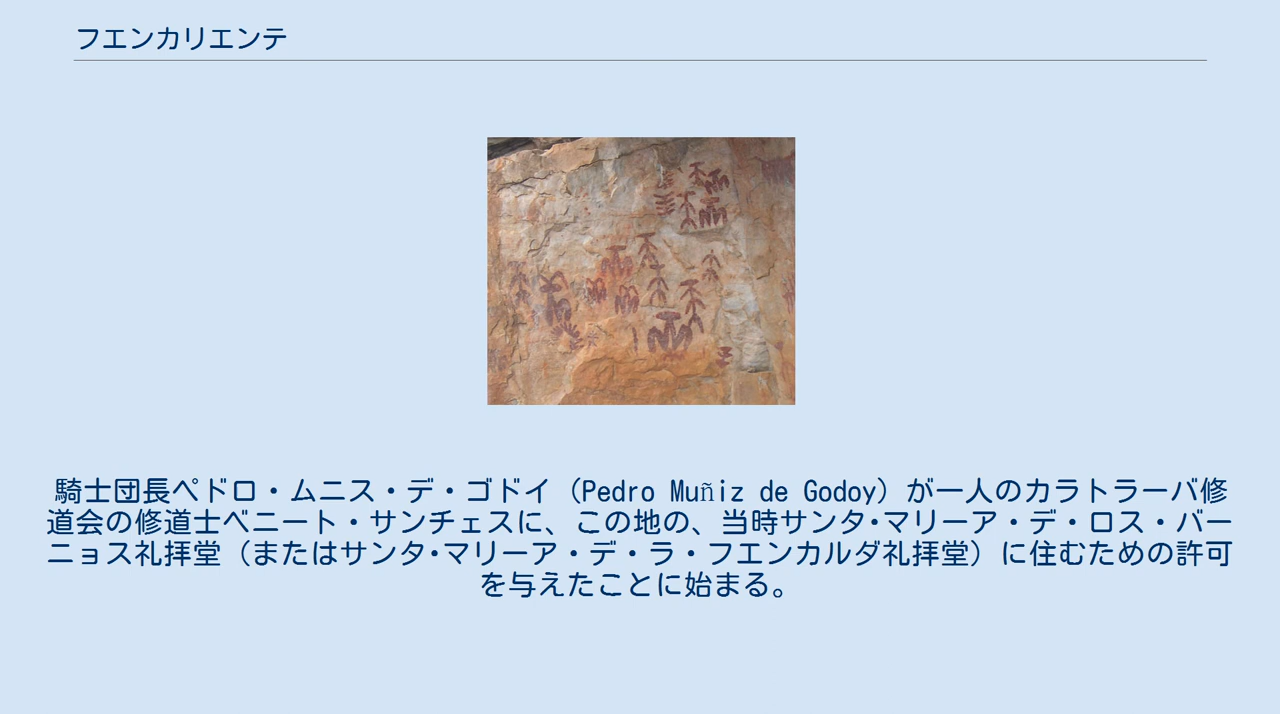 フエンカリエンテ
騎士団長ペドロ・ムニス・デ・ゴドイ（Pedro Muñiz de Godoy）が一人のカラトラーバ修
道会の修道士ベニート・サンチェスに、この地の、当時サンタ･マリーア・デ・ロス・バー
ニョス礼拝堂（またはサンタ･マリーア・デ・ラ・フエンカルダ礼拝堂）に住むための許可
を与えたことに始まる。